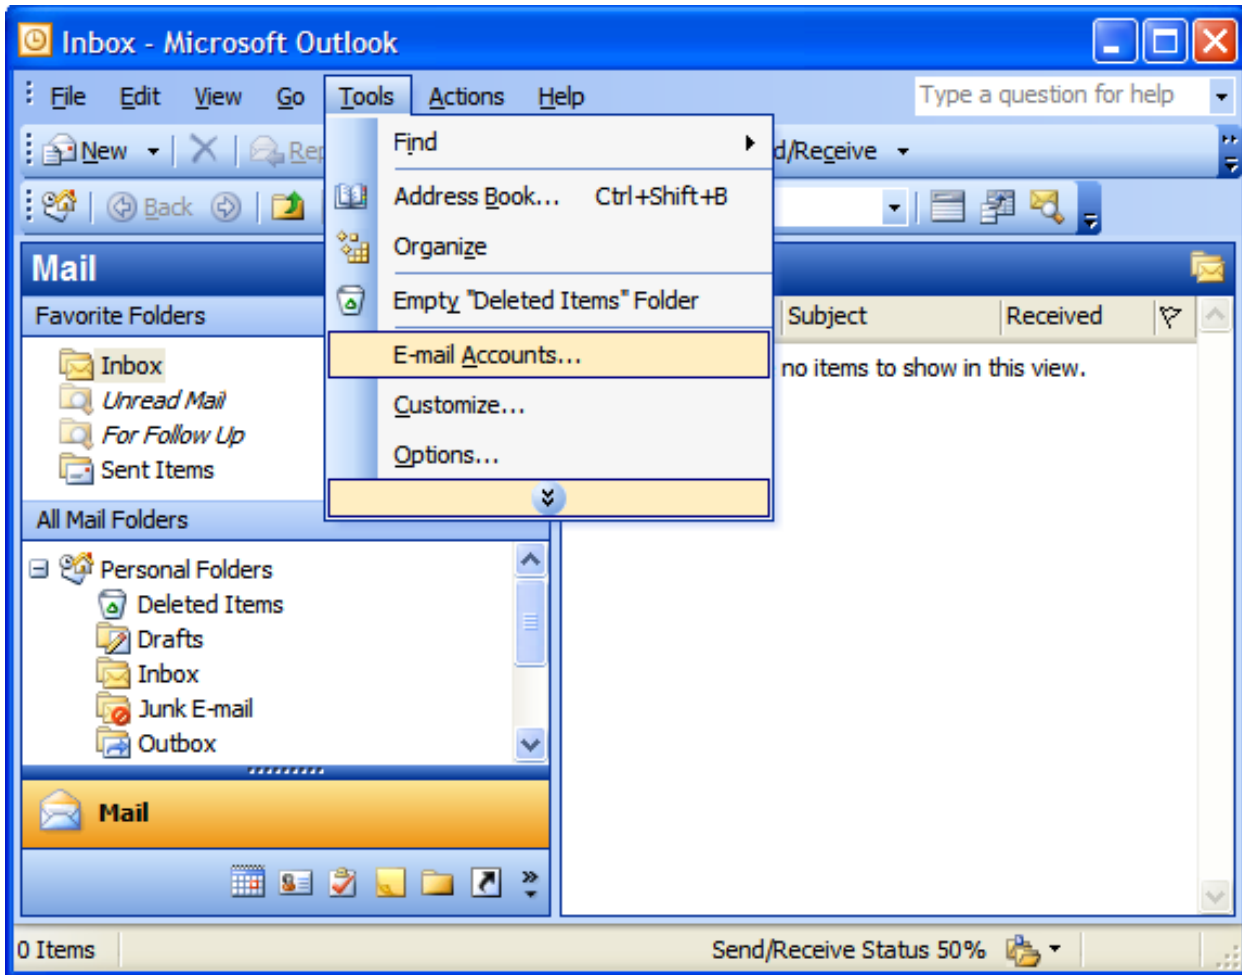 Inbox - Microsoft Outlook
File Edit View Go Tools Actions Help Type a question for help
New Rep d/Receive
Back
Find
Address Book... Ctrl+Shift+B
Organize
Empty "Deleted Items" Folder
E-mail Accounts...
Customize...
Options...
Mail
Favorite Folders
Inbox
Unread Mail
For Follow Up
Sent Items
All Mail Folders
Personal Folders
Deleted Items
Drafts
Inbox
Junk E-mail
Outbox
Mail
Subject Received
no items to show in this view.
0 Items Send/Receive Status 50%